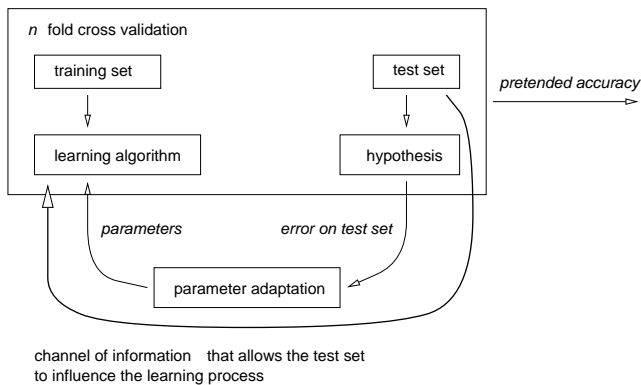 n fold cross validation
training set
test set
pretended accuracy
learning algorithm
hypothesis
parameters
error on test set
parameter adaptation
channel of information that allows the test set
to influence the learning process